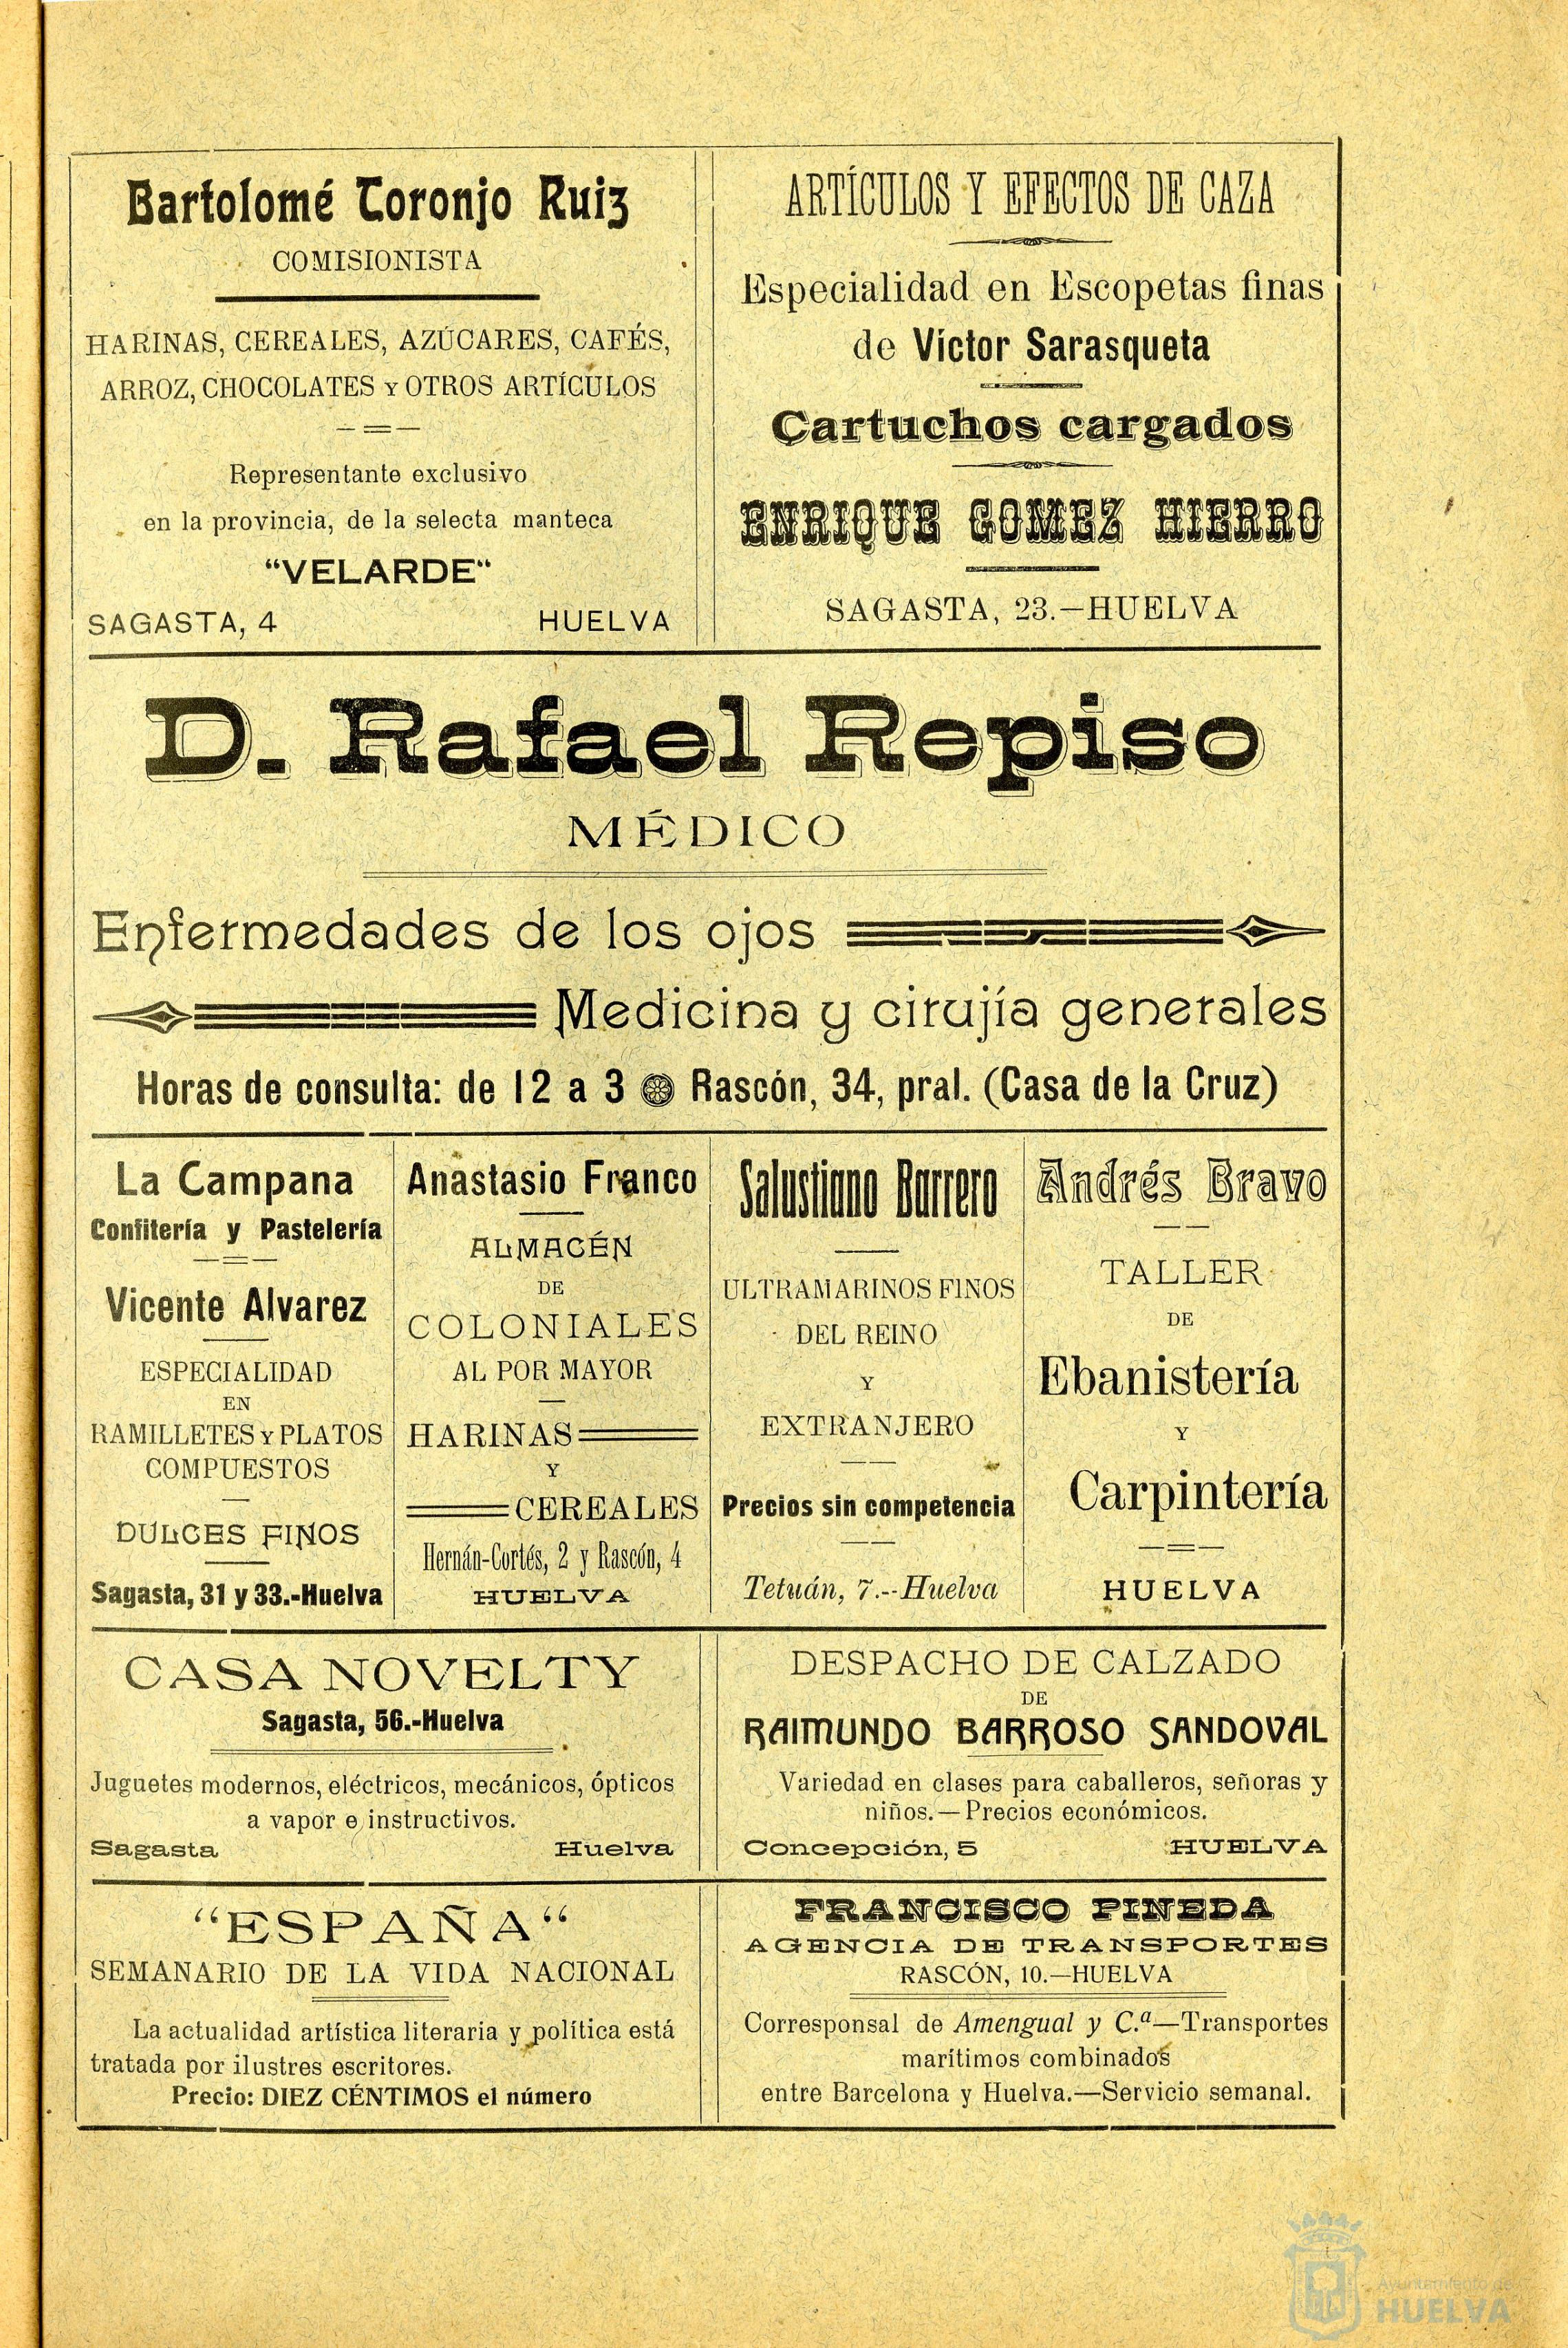 Bartolomé Toronjo Ruiz
COMISIONISTA
HARINAS, CEREALES, AZÚCARES, CAFÉS,
ARROZ, CHOCOLATES Y OTROS ARTÍCULOS
Representante exclusivo
en la provincia, de la selecta manteca
"VELARDE"
SAGASTA, 4 HUELVA
ARTÍCULOS Y EFECTOS DE CAZA
Especialidad en Escopetas finas
de Víctor Sarasqueta
Cartuchos cargados
ENRIQUE GOMEZ HIERRO
SAGASTA, 23.—HUELVA
D. Rafael Repiso
MÉDICO
Enfermedades de los ojos
Medicina y cirujía generales
Horas de consulta: de 12 a 3 Rascón, 34, pral. (Casa de la Cruz)
La Campana
Confitería y Pastelería
Vicente Alvarez
ESPECIALIDAD
EN
RAMILLETES Y PLATOS
COMPUESTOS
DULCES FINOS
Sagasta, 31 y 33.-Huelva
Anastasio Franco
ALMACÉN
DE
COLONIALES
AL POR MAYOR
HARINAS
Y
CEREALES
Hernán-Cortés, 2 y Rascón, 4
HUELVA
Salustiano Barrero
ULTRAMARINOS FINOS
DEL REINO
Y
EXTRANJERO
Precios sin competencia
Tetuán, 7.--Huelva
Andrés Bravo
TALLER
DE
Ebanistería
Y
Carpintería
HUELVA
CASA NOVELTY
Sagasta, 56.-Huelva
Juguetes modernos, eléctricos, mecánicos, ópticos
a vapor e instructivos.
Sagasta Huelva
DESPACHO DE CALZADO
DE
RAIMUNDO BARROSO SANDOVAL
Variedad en clases para caballeros, señoras y
niños.—Precios económicos.
Concepción, 5 HUELVA
"ESPAÑA"
SEMANARIO DE LA VIDA NACIONAL
La actualidad artística literaria y política está
tratada por ilustres escritores.
Precio: DIEZ CÉNTIMOS el número
FRANCISCO PINEDA
AGENCIA DE TRANSPORTES
RASCÓN, 10.—HUELVA
Corresponsal de Amengual y C.ª—Transportes
marítimos combinados
entre Barcelona y Huelva.—Servicio semanal.
Ayuntamiento de
HUELVA